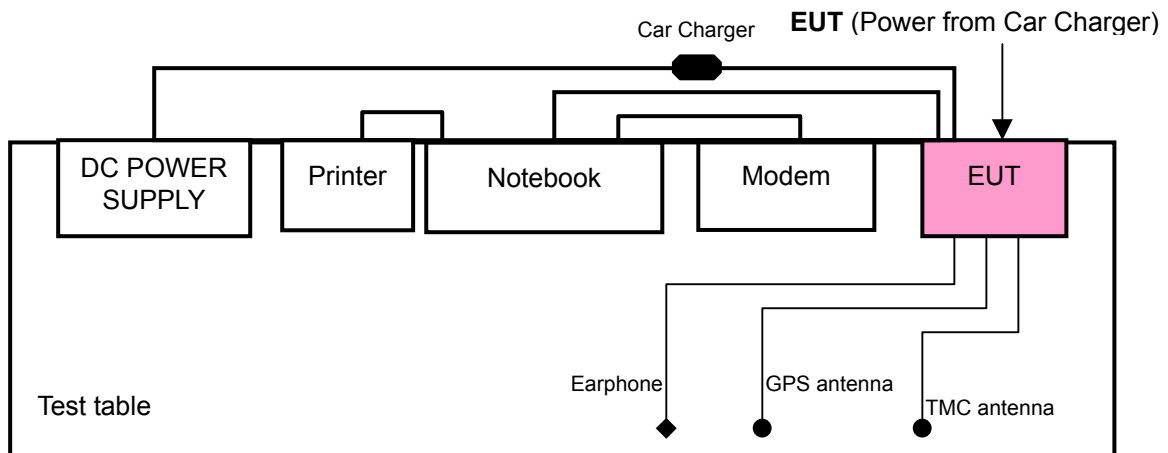 EUT (Power from Car Charger)
Car Charger
DC POWER
SUPPLY
Printer
Notebook
Modem
EUT
Earphone
GPS antenna
TMC antenna
Test table